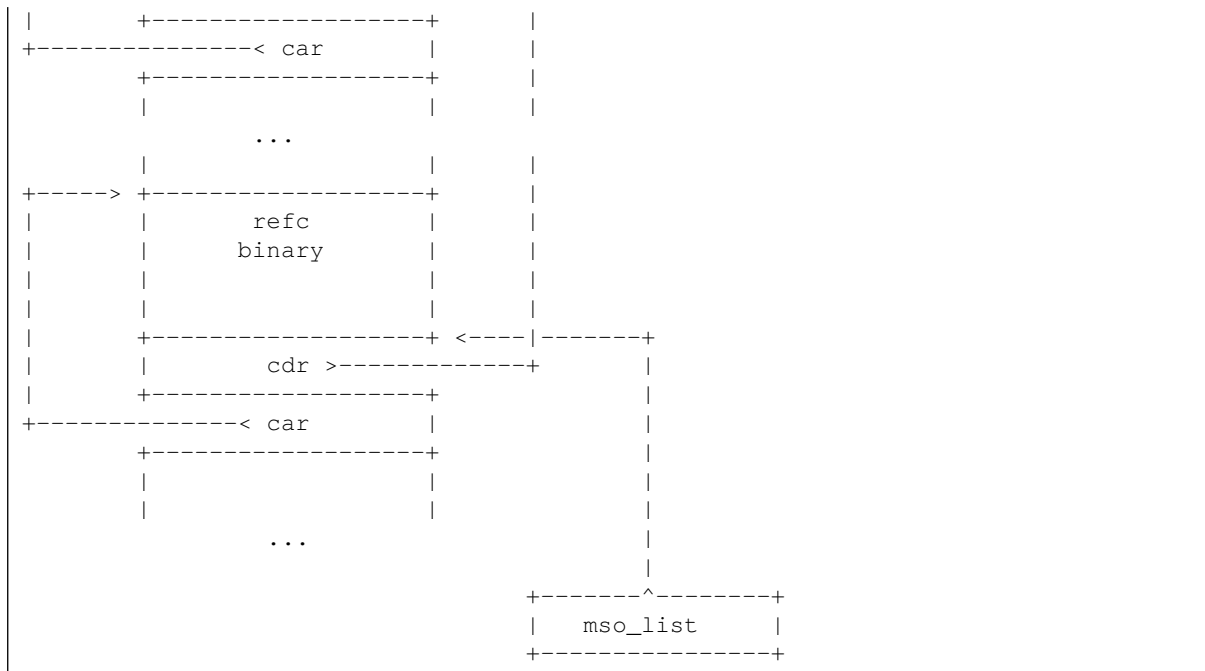 |       +-------------------+      |
+---------------< car       |      |
        +-------------------+      |
        |                   |      |
                ...
        |                   |      |
+-----> +-------------------+      |
|       |       refc        |      |
|       |      binary       |      |
|       |                   |      |
|       |                   |      |
|       +-------------------+ <----|-------+
|       |        cdr >-------------+       |
|       +-------------------+              |
+--------------< car        |              |
        +-------------------+              |
        |                   |              |
        |                   |              |
                 ...                       |
                                           |
                                   +-------^--------+
                                   |   mso_list     |
                                   +----------------+